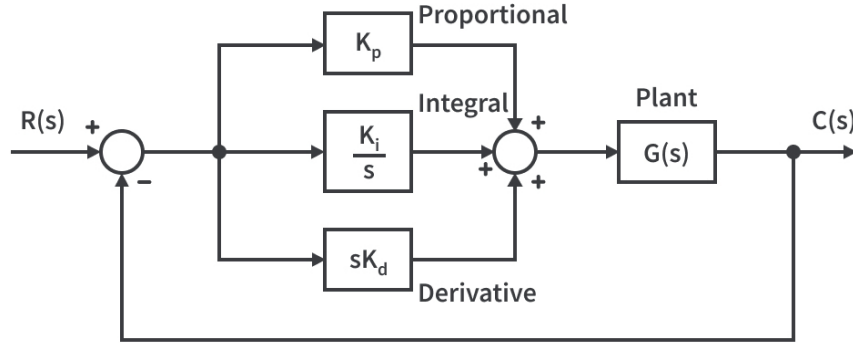 Proportional
Kp
R(s)
+
Integral
Ki
s
+
+
+
−
Plant
G(s)
C(s)
sKd
Derivative